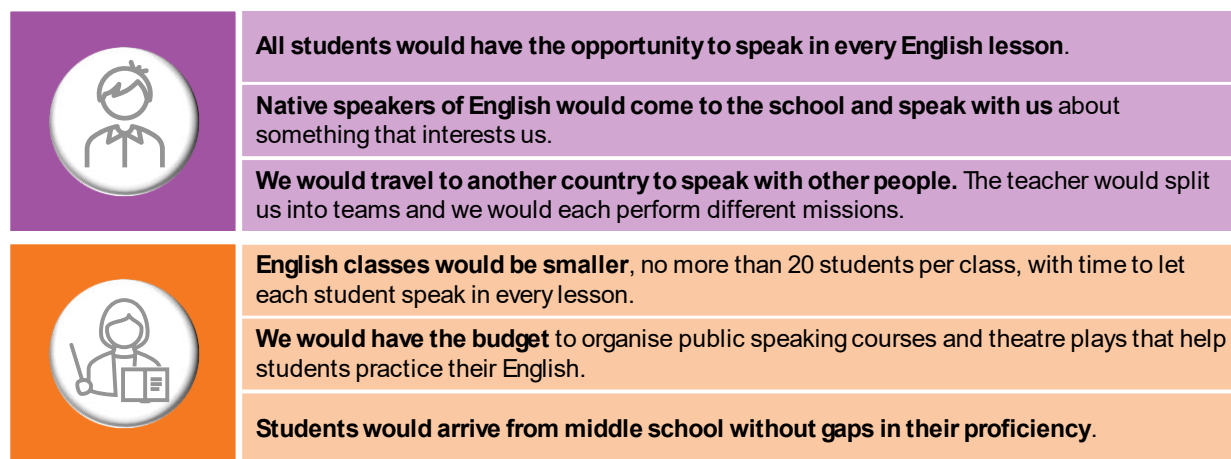 All students would have the opportunity to speak in every English lesson.
Native speakers of English would come to the school and speak with us about
something that interests us.
We would travel to another country to speak with other people. The teacher would split
us into teams and we would each perform different missions.
English classes would be smaller, no more than 20 students per class, with time to let
each student speak in every lesson.
We would have the budget to organise public speaking courses and theatre plays that help
students practice their English.
Students would arrive from middle school without gaps in their proficiency.